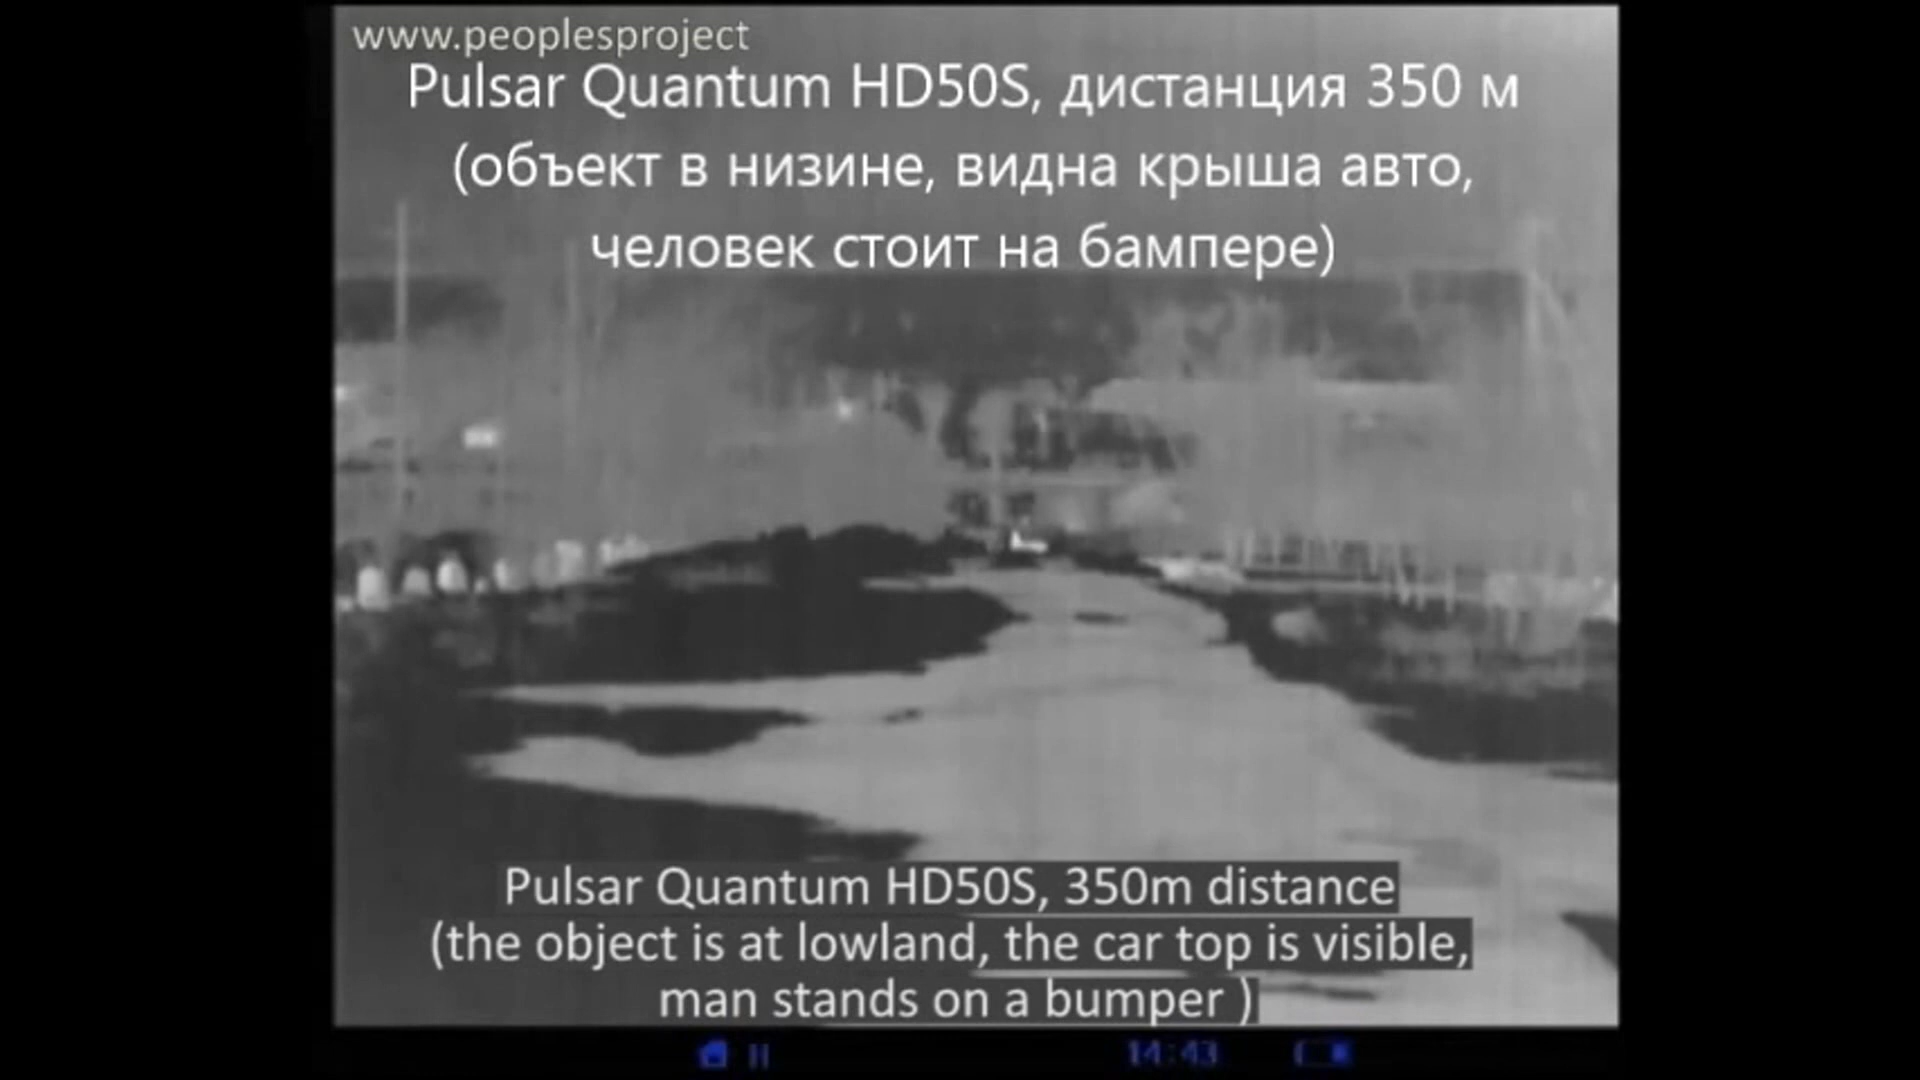 www.peoplesproject
Pulsar Quantum HD50S, дистанция 350 м
(объект в низине, видна крыша авто,
человек стоит на бампере)
Pulsar Quantum HD50S, 350m distance
(the object is at lowland, the car top is visible,
man stands on a bumper )
14:43